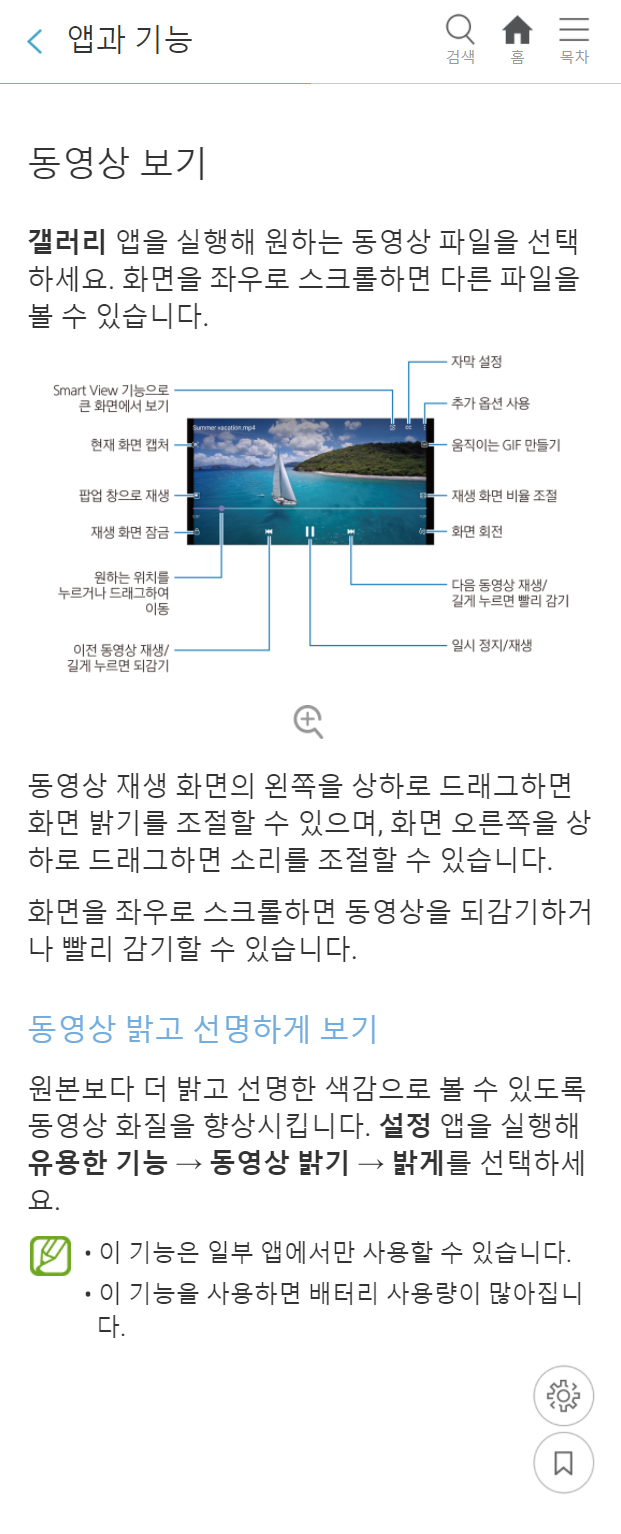 앱과 기능
검색
홈
목차
동영상 보기
갤러리 앱을 실행해 원하는 동영상 파일을 선택
하세요. 화면을 좌우로 스크롤하면 다른 파일을
볼 수 있습니다.
자막 설정
Smart View 기능으로
큰 화면에서 보기
추가 옵션 사용
Summer vacation.mp4
현재 화면 캡처
움직이는 GIF 만들기
팝업 창으로 재생
재생 화면 비율 조절
재생 화면 잠금
화면 회전
원하는 위치를
누르거나 드래그하여
이동
다음 동영상 재생/
길게 누르면 빨리 감기
이전 동영상 재생/
길게 누르면 되감기
일시 정지/재생
동영상 재생 화면의 왼쪽을 상하로 드래그하면
화면 밝기를 조절할 수 있으며, 화면 오른쪽을 상
하로 드래그하면 소리를 조절할 수 있습니다.
화면을 좌우로 스크롤하면 동영상을 되감기하거
나 빨리 감기할 수 있습니다.
동영상 밝고 선명하게 보기
원본보다 더 밝고 선명한 색감으로 볼 수 있도록
동영상 화질을 향상시킵니다. 설정 앱을 실행해
유용한 기능 → 동영상 밝기 → 밝게를 선택하세
요.
• 이 기능은 일부 앱에서만 사용할 수 있습니다.
• 이 기능을 사용하면 배터리 사용량이 많아집니
다.